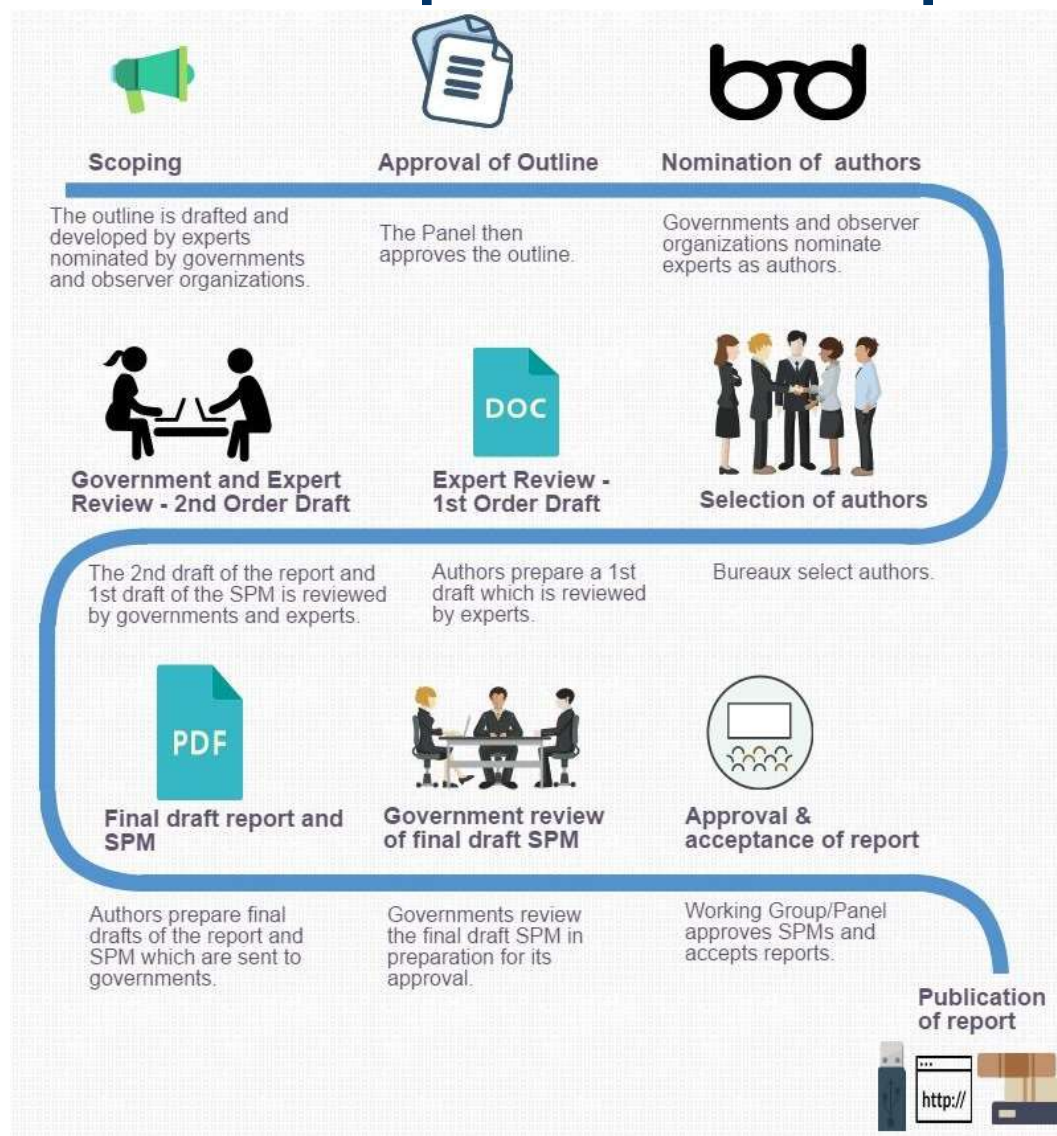 Scoping
Approval of Outline
Nomination of authors
The outline is drafted and
developed by experts
nominated by governments
and observer organizations.
The Panel then
approves the outline.
Governments and observer
organizations nominate
experts as authors.
DOC
Selection of authors
Bureaux select authors.
Expert Review -
1st Order Draft
Authors prepare a 1st
draft which is reviewed
by experts.
Government and Expert
Review - 2nd Order Draft
The 2nd draft of the report and
1st draft of the SPM is reviewed
by governments and experts.
PDF
Final draft report and
SPM
Authors prepare final
drafts of the report and
SPM which are sent to
governments.
Government review
of final draft SPM
Governments review
the final draft SPM in
preparation for its
approval.
Approval &
acceptance of report
Working Group/Panel
approves SPMs and
accepts reports.
Publication
of report
http://